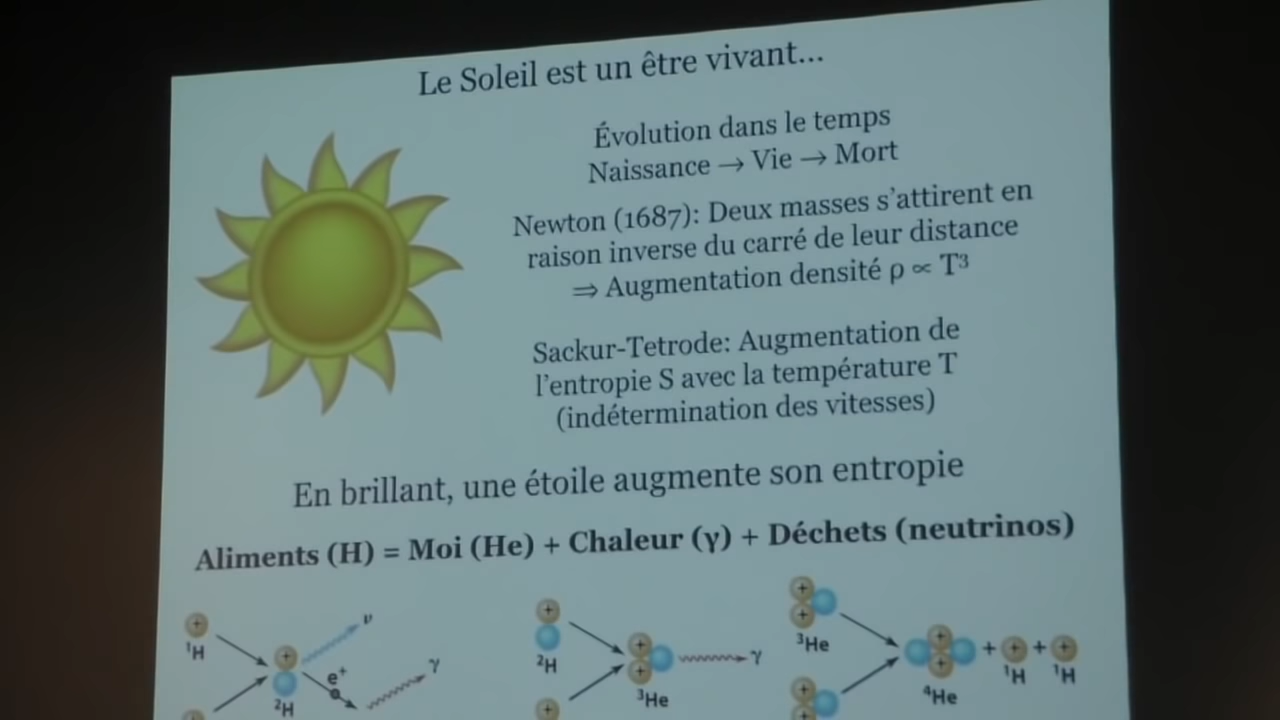 Le Soleil est un être vivant...
Évolution dans le temps
Naissance → Vie → Mort
Newton (1687): Deux masses s'attirent en
raison inverse du carré de leur distance
⇒ Augmentation densité ρ ∝ T³
Sackur-Tetrode: Augmentation de
l'entropie S avec la température T
(indétermination des vitesses)
En brillant, une étoile augmente son entropie
Aliments (H) = Moi (He) + Chaleur (γ) + Déchets (neutrinos)
+ ¹H + ²H ν e⁺ γ
+ ²H + + ³He γ +
+ + ³He + + ⁴He + + ¹H + + ¹H +